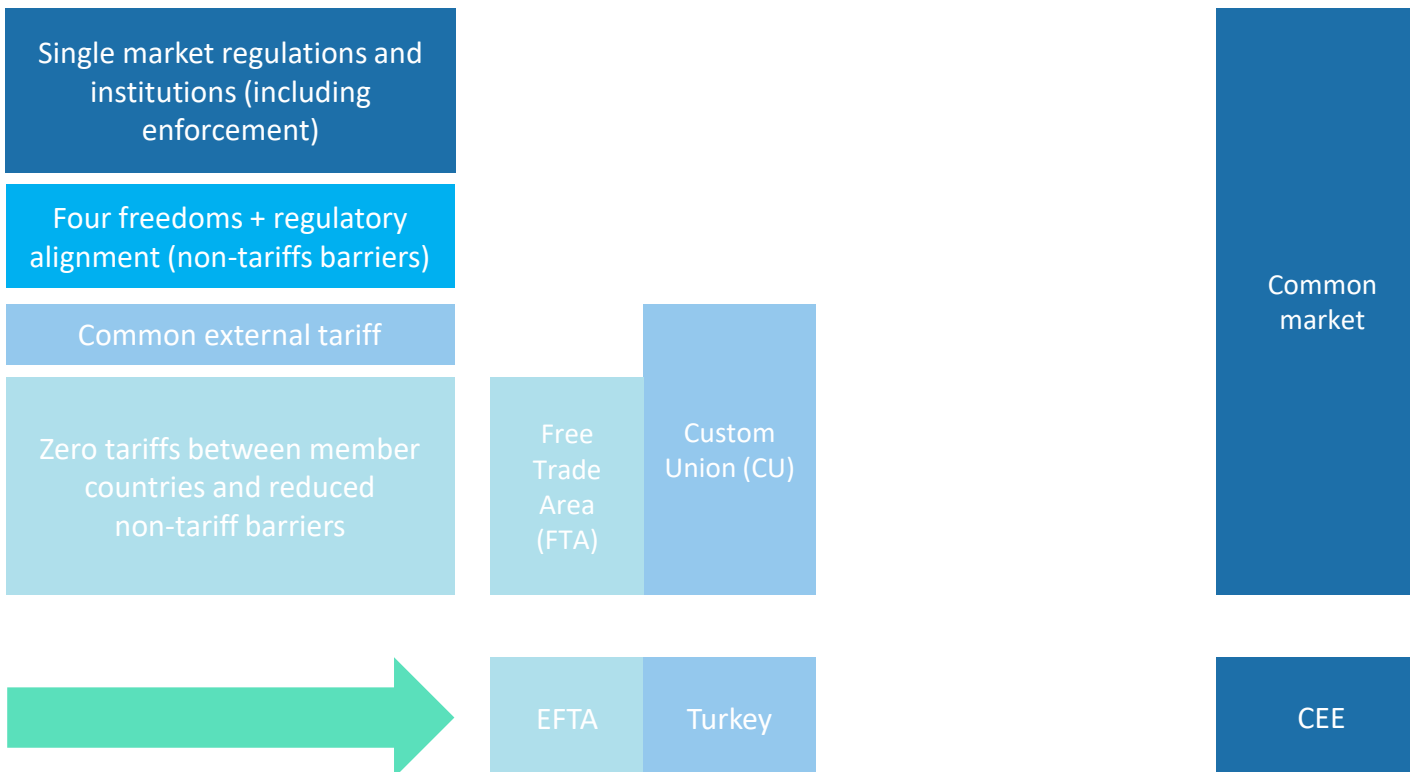 Single market regulations and
institutions (including
enforcement)
Four freedoms + regulatory
alignment (non-tariffs barriers)
Common external tariff
Zero tariffs between member
countries and reduced
non-tariff barriers
Free
Trade
Area
(FTA)
Custom
Union (CU)
Common
market
EFTA
Turkey
CEE